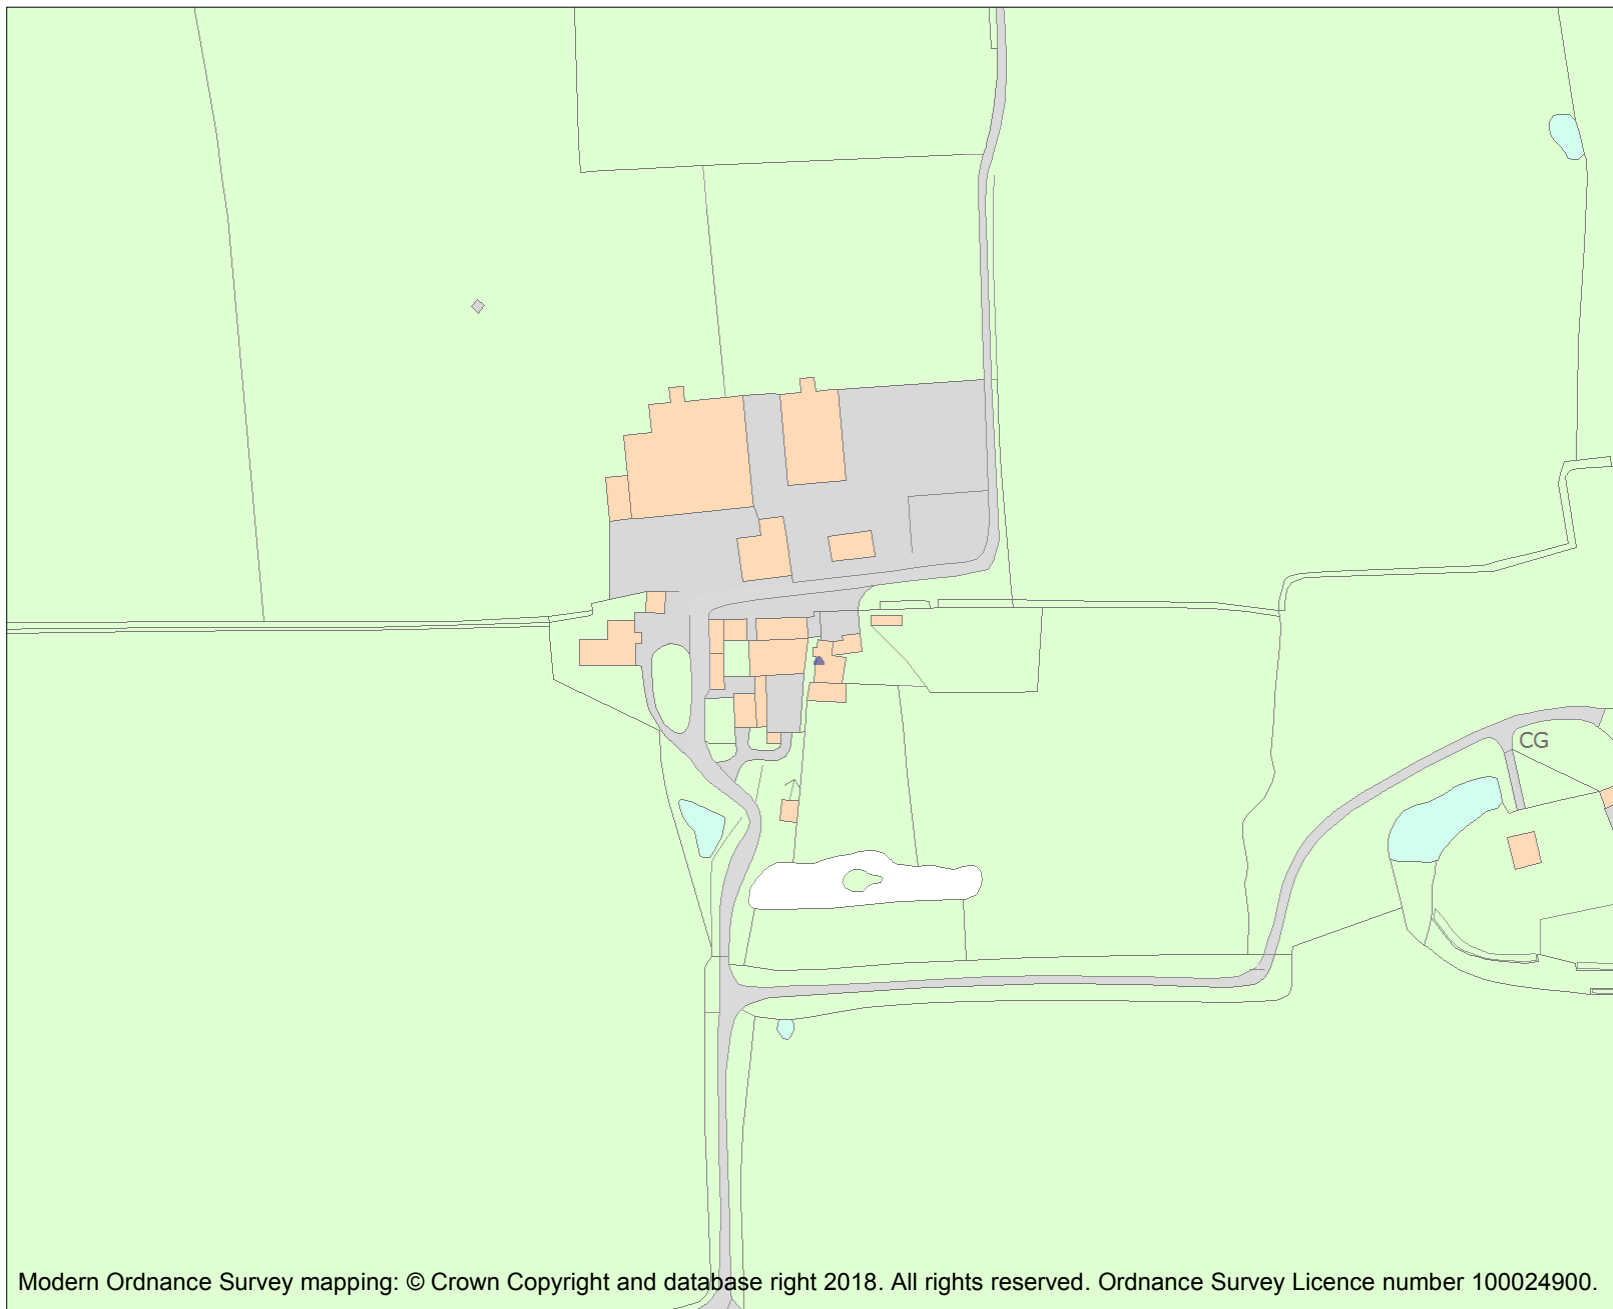 CG
Modern Ordnance Survey mapping: © Crown Copyright and database right 2018. All rights reserved. Ordnance Survey Licence number 100024900.